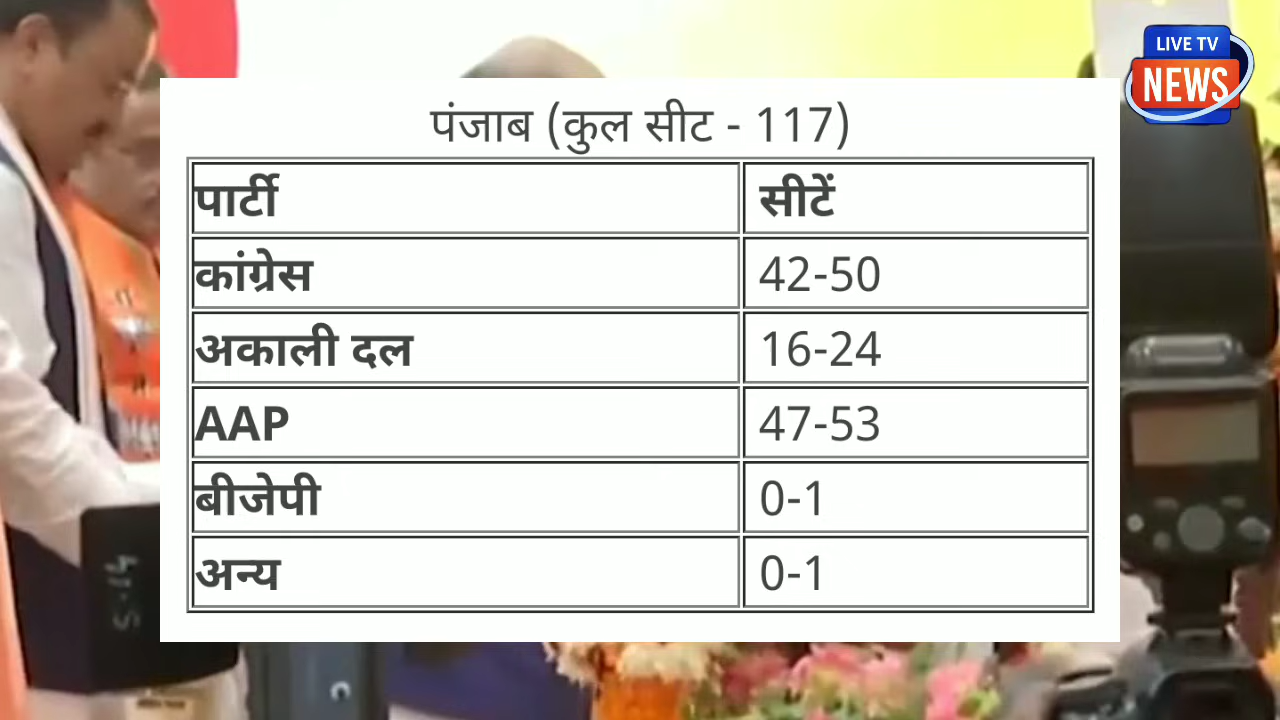 LIVE TV
NEWS
पंजाब (कुल सीट - 117)
पार्टी सीटें
कांग्रेस 42-50
अकाली दल 16-24
AAP 47-53
बीजेपी 0-1
अन्य 0-1